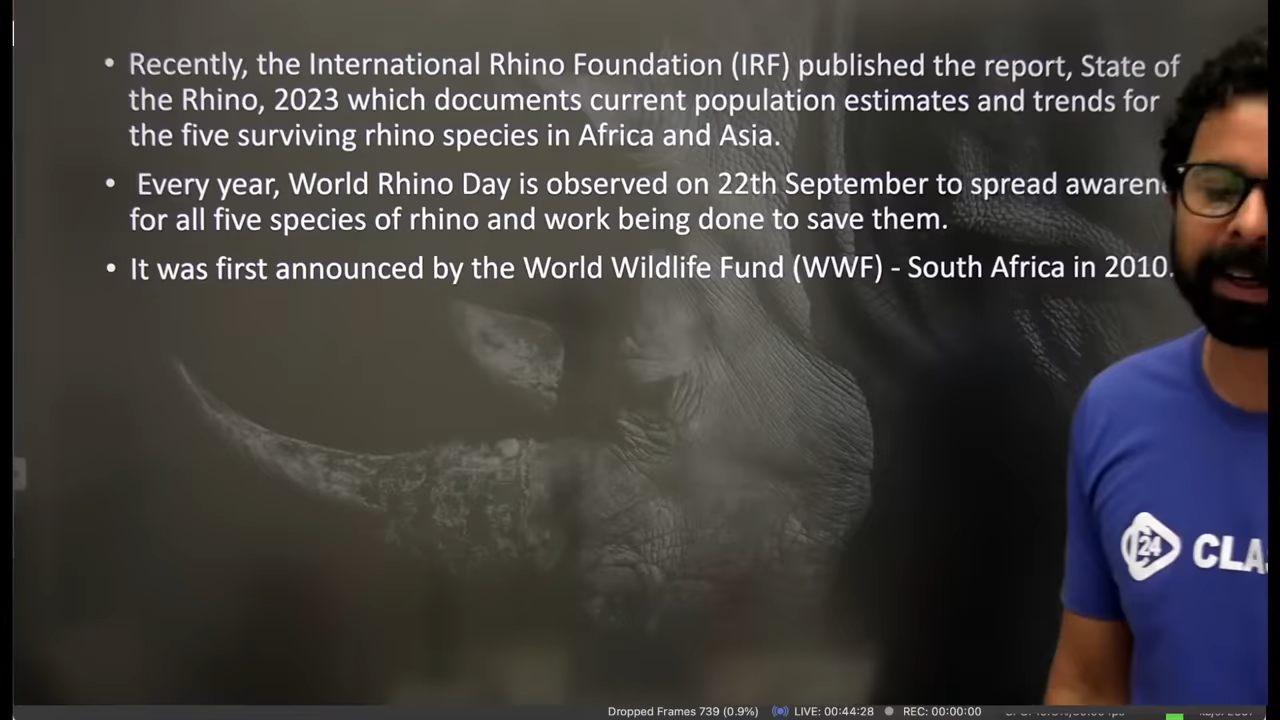 • Recently, the International Rhino Foundation (IRF) published the report, State of
the Rhino, 2023 which documents current population estimates and trends for
the five surviving rhino species in Africa and Asia.
• Every year, World Rhino Day is observed on 22th September to spread awaren
for all five species of rhino and work being done to save them.
• It was first announced by the World Wildlife Fund (WWF) - South Africa in 2010.
24 CLA
Dropped Frames 739 (0.9%) LIVE: 00:44:28 REC: 00:00:00